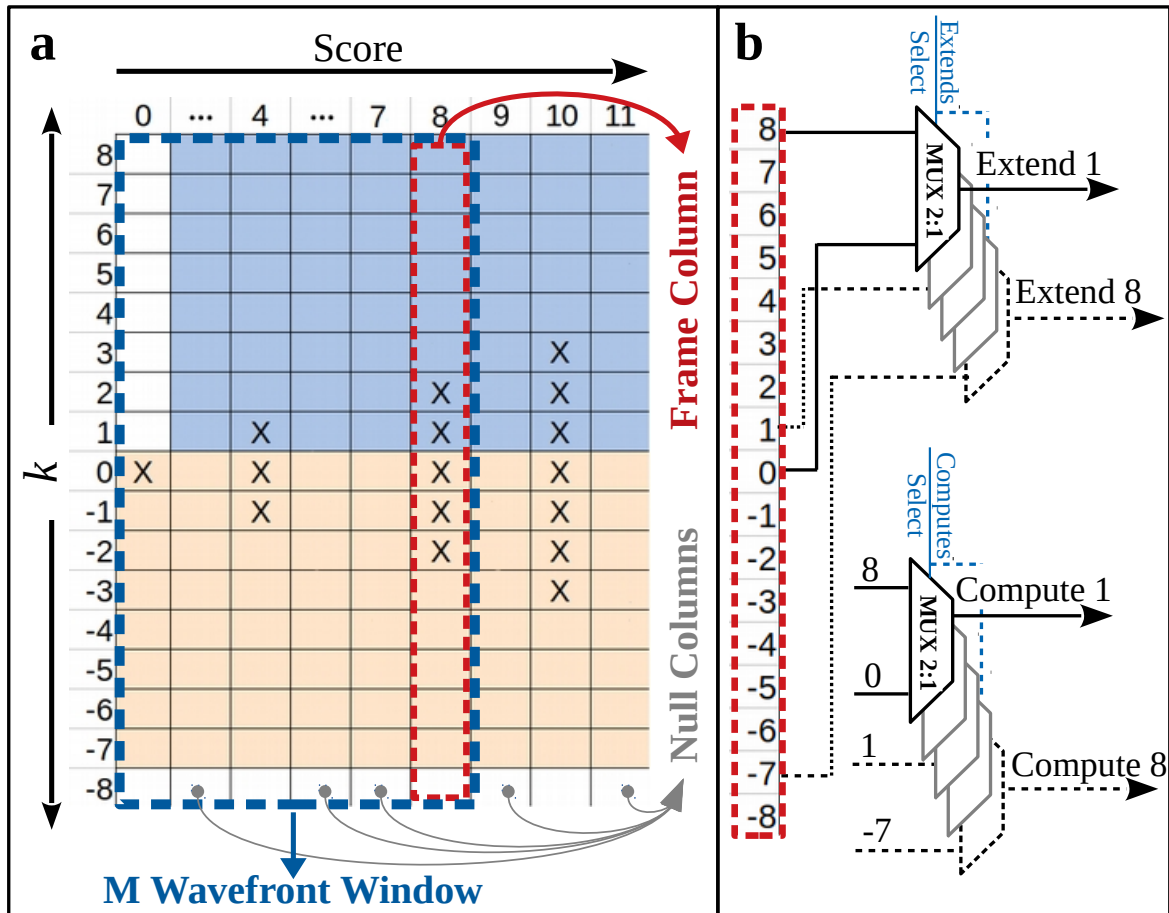 a
Score
0 ... 4 ... 7 8 9 10 11
8
7
6
5
4
3 X
2 X X
1 X X X
0 X X X X
-1 X X X
-2 X X
-3 X
-4
-5
-6
-7
-8
k
Frame Column
Null Columns
M Wavefront Window
b
Extends
Select
8
7
6
5
4
3
2
1
0
-1
-2
-3
-4
-5
-6
-7
-8
MUX 2:1
Extend 1
Extend 8
Computes
Select
8
0
1
-7
MUX 2:1
Compute 1
Compute 8